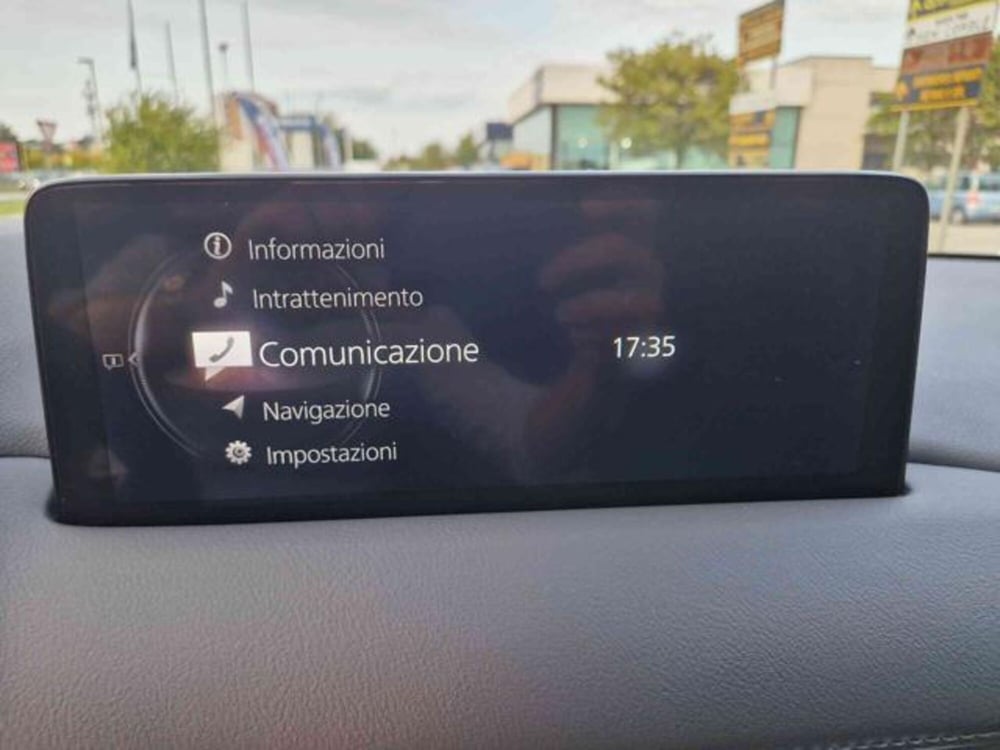 Informazioni
Intrattenimento
Comunicazione
17:35
Navigazione
Impostazioni